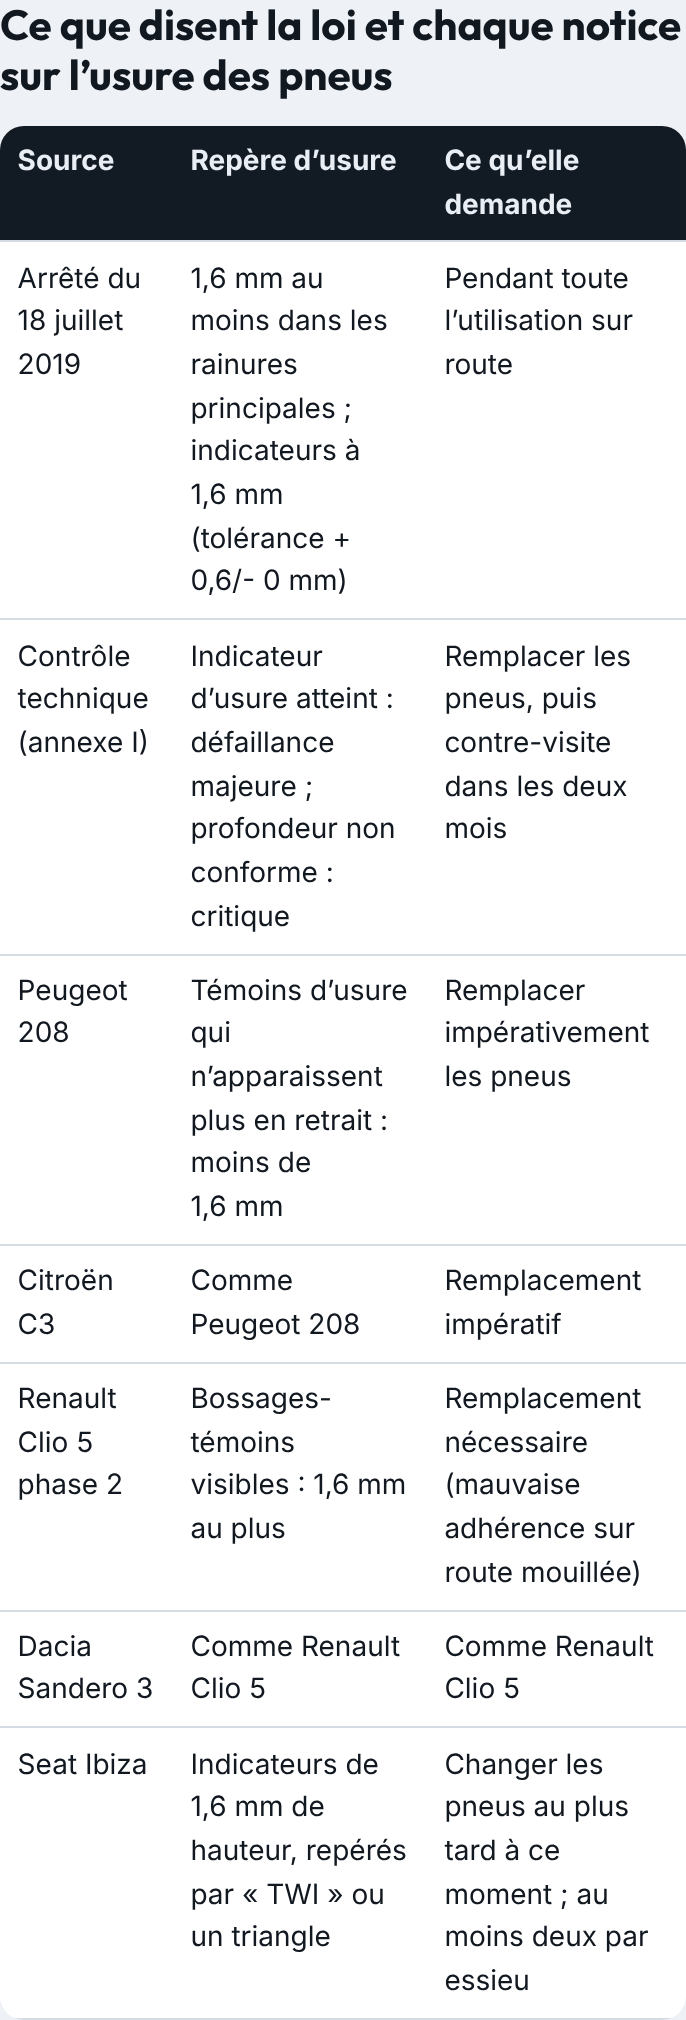 Ce que disent la loi et chaque notice
sur l’usure des pneus
Source
Repère d’usure
Ce qu’elle
demande
Arrêté du
18 juillet
2019
1,6 mm au
moins dans les
rainures
principales ;
indicateurs à
1,6 mm
(tolérance +
0,6/- 0 mm)
Pendant toute
l’utilisation sur
route
Contrôle
technique
(annexe I)
Indicateur
d’usure atteint :
défaillance
majeure ;
profondeur non
conforme :
critique
Remplacer les
pneus, puis
contre-visite
dans les deux
mois
Peugeot
208
Témoins d’usure
qui
n’apparaissent
plus en retrait :
moins de
1,6 mm
Remplacer
impérativement
les pneus
Citroën
C3
Comme
Peugeot 208
Remplacement
impératif
Renault
Clio 5
phase 2
Bossages-
témoins
visibles : 1,6 mm
au plus
Remplacement
nécessaire
(mauvaise
adhérence sur
route mouillée)
Dacia
Sandero 3
Comme Renault
Clio 5
Comme Renault
Clio 5
Seat Ibiza
Indicateurs de
1,6 mm de
hauteur, repérés
par « TWI » ou
un triangle
Changer les
pneus au plus
tard à ce
moment ; au
moins deux par
essieu